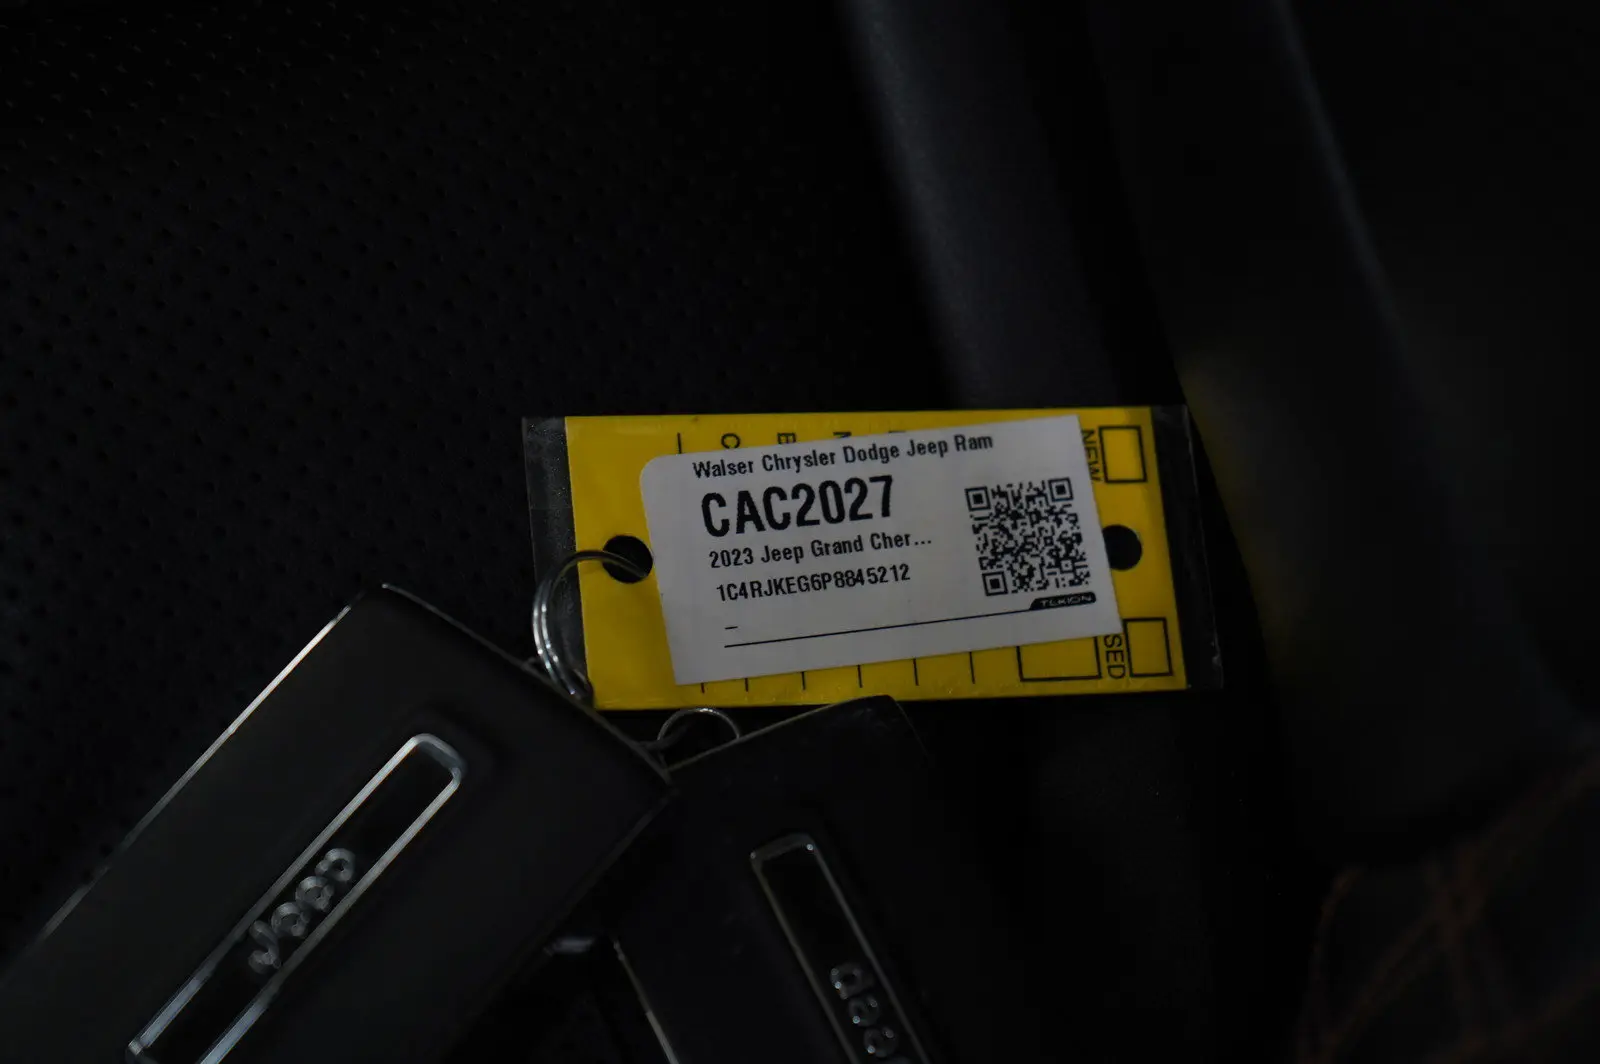 C E
NEW
Walser Chrysler Dodge Jeep Ram
CAC2027
2023 Jeep Grand Cher...
1C4RJKEG6P8845212
TEKION
SED
Jeep
Jeep